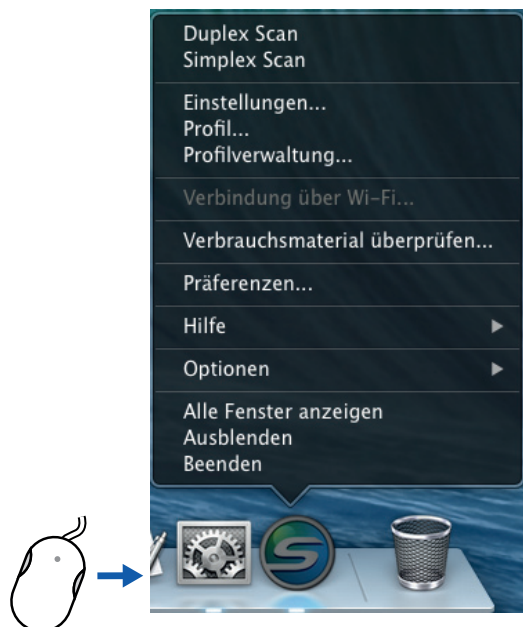 Duplex Scan
Simplex Scan
Einstellungen...
Profil...
Profilverwaltung...
Verbindung über Wi-Fi...
Verbrauchsmaterial überprüfen...
Präferenzen...
Hilfe
Optionen
Alle Fenster anzeigen
Ausblenden
Beenden
S